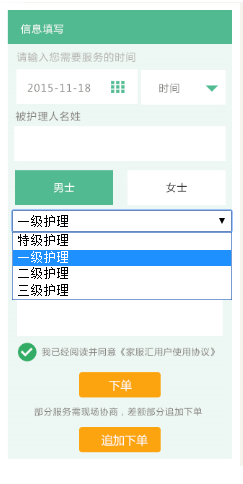 信息填写
请输入您需要服务的时间
2015-11-18 时间
被护理人名姓
男士 女士
一级护理
特级护理
一级护理
二级护理
三级护理
我已经阅读并同意《家服汇用户使用协议》
下单
部分服务需现场协商，差额部分追加下单
追加下单